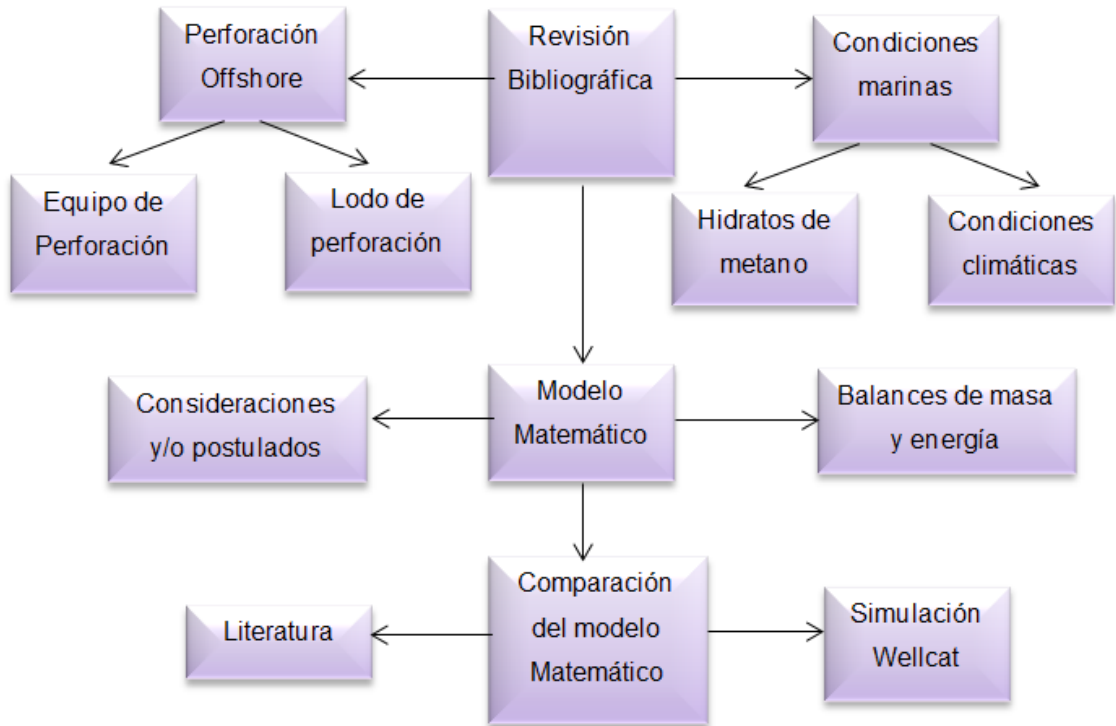 Perforación
Offshore
Revisión
Bibliográfica
Condiciones
marinas
Equipo de
Perforación
Lodo de
perforación
Hidratos de
metano
Condiciones
climáticas
Consideraciones
y/o postulados
Modelo
Matemático
Balances de masa
y energía
Literatura
Comparación
del modelo
Matemático
Simulación
Wellcat